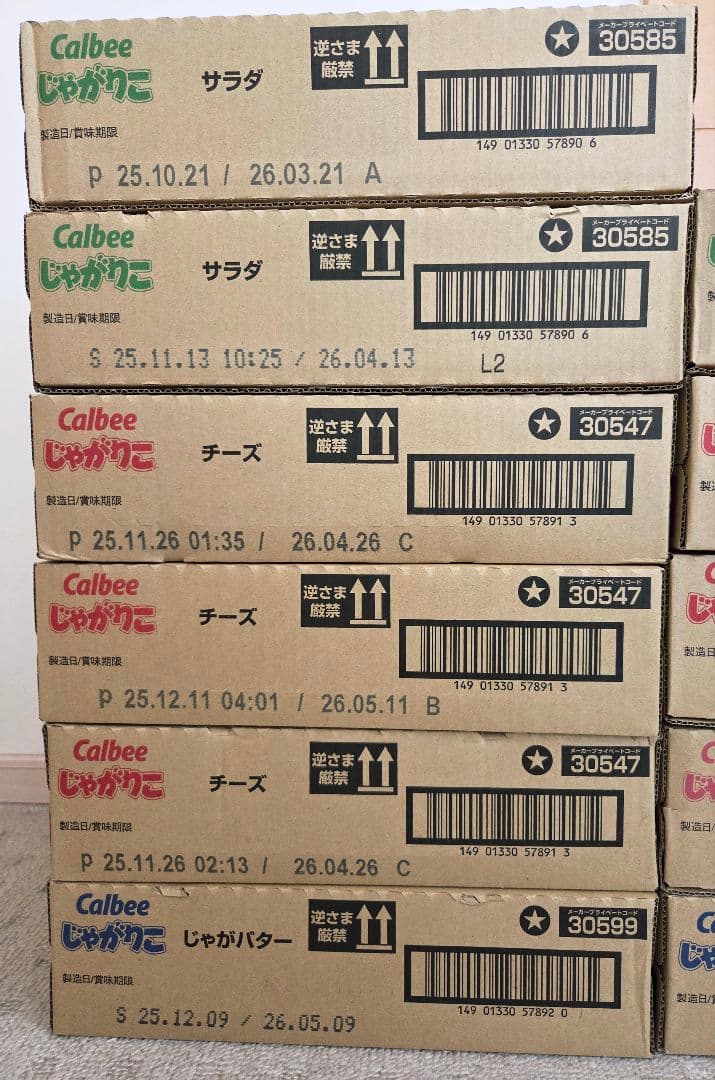 Calbee
じゃがりこ
サラダ
逆さま
厳禁
メーカープライベートコード
30585
149 01330 57890 6
製造日/賞味期限
P 25.10.21 / 26.03.21 A
Calbee
じゃがりこ
サラダ
逆さま
厳禁
メーカープライベートコード
30585
149 01330 57890 6
製造日/賞味期限
S 25.11.13 10:25 / 26.04.13 L2
Calbee
じゃがりこ
チーズ
逆さま
厳禁
メーカープライベートコード
30547
149 01330 57891 3
製造日/賞味期限
P 25.11.26 01:35 / 26.04.26 C
Calbee
じゃがりこ
チーズ
逆さま
厳禁
メーカープライベートコード
30547
149 01330 57891 3
製造日/賞味期限
P 25.12.11 04:01 / 26.05.11 B
Calbee
じゃがりこ
チーズ
逆さま
厳禁
メーカープライベートコード
30547
149 01330 57891 3
製造日/賞味期限
P 25.11.26 02:13 / 26.04.26 C
Calbee
じゃがりこ
じゃがバター
逆さま
厳禁
メーカープライベートコード
30599
149 01330 57892 0
製造日/賞味期限
S 25.12.09 / 26.05.09